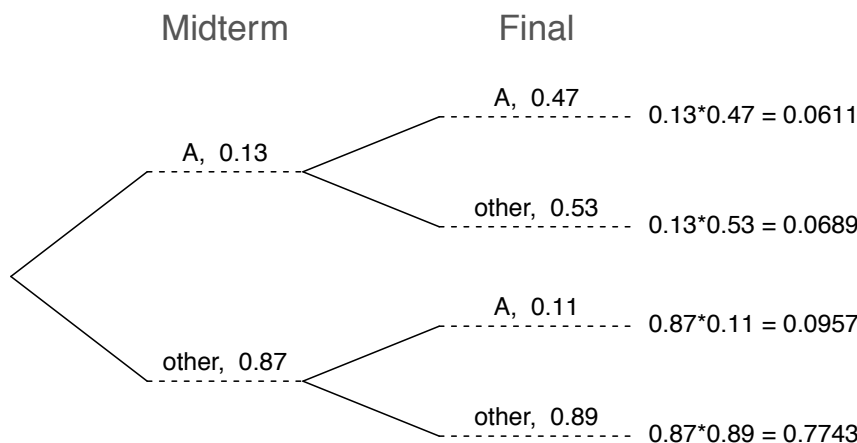 Midterm
Final
A, 0.47
0.13*0.47 = 0.0611
A, 0.13
other, 0.53
0.13*0.53 = 0.0689
A, 0.11
0.87*0.11 = 0.0957
other, 0.87
other, 0.89
0.87*0.89 = 0.7743